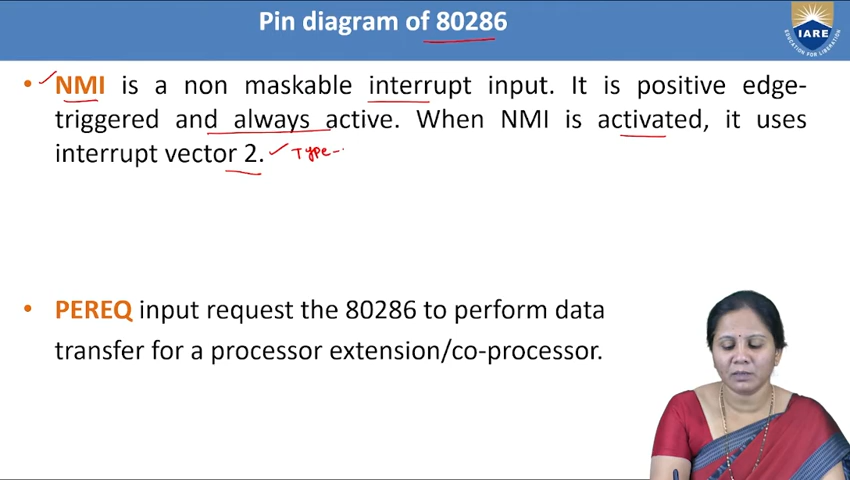 Pin diagram of 80286
IARE
EDUCATION FOR LIBERATION
• NMI is a non maskable interrupt input. It is positive edge-
triggered and always active. When NMI is activated, it uses
interrupt vector 2. Type-
• PEREQ input request the 80286 to perform data
transfer for a processor extension/co-processor.